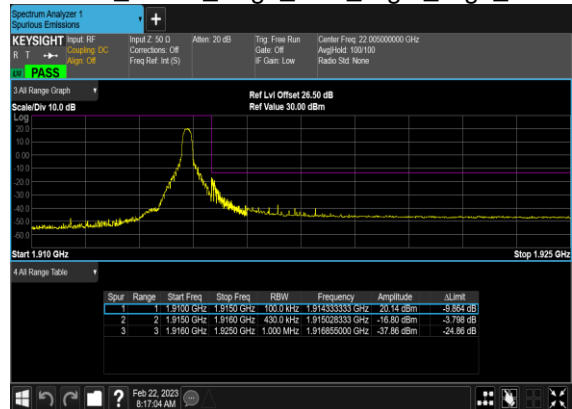 Spectrum Analyzer 1
Spurious Emissions
+
KEYSIGHT
R T
LXI
PASS
Input: RF
Coupling: DC
Align: Off
Input Z: 50 Ω
Corrections: Off
Freq Ref: Int (S)
Atten: 20 dB
Trig: Free Run
Gate: Off
IF Gain: Low
Center Freq: 22.005000000 GHz
Avg|Hold: 100/100
Radio Std: None
3 All Range Graph
Scale/Div 10.0 dB
Ref Lvl Offset 26.50 dB
Ref Value 30.00 dBm
Log
20.0
10.0
0.00
-10.0
-20.0
-30.0
-40.0
-50.0
-60.0
Start 1.910 GHz
Stop 1.925 GHz
4 All Range Table
Spur Range Start Freq Stop Freq RBW Frequency Amplitude ΔLimit
1 1 1.9100 GHz 1.9150 GHz 100.0 kHz 1.914333333 GHz 20.14 dBm -9.864 dB
2 2 1.9150 GHz 1.9160 GHz 430.0 kHz 1.915028333 GHz -16.80 dBm -3.798 dB
3 3 1.9160 GHz 1.9250 GHz 1.000 MHz 1.916855000 GHz -37.86 dBm -24.86 dB
?
Feb 22, 2023
8:17:04 AM